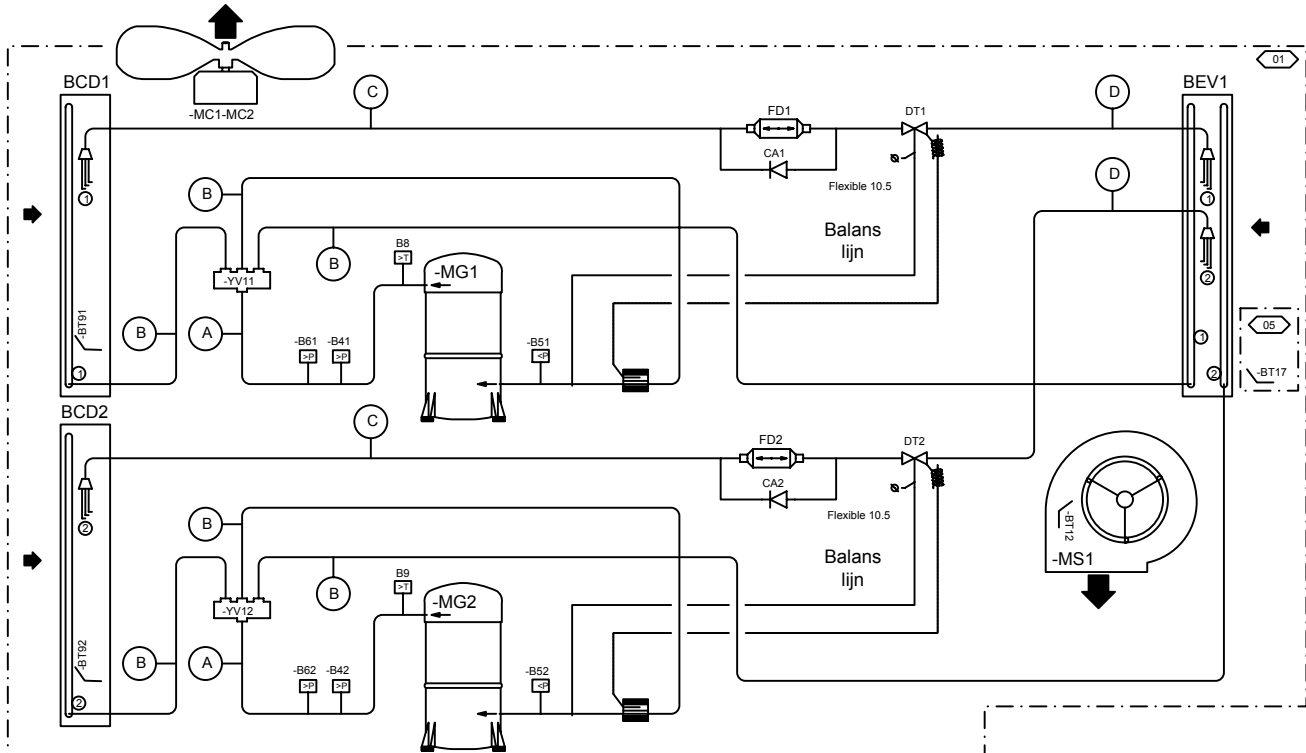 01
BCD1
-MC1-MC2
C
FD1
DT1
D
BEV1
CA1
Flexible 10.5
D
1
1
B
Balans
lijn
B
B8
>T
-MG1
-YV11
2
-BT91
B
A
-B61
>P
-B41
>P
-B51
<P
1
2
05
-BT17
1
BCD2
C
FD2
DT2
CA2
Flexible 10.5
2
B
Balans
lijn
-BT12
-MS1
B
B9
>T
-MG2
-YV12
-BT92
B
A
-B62
>P
-B42
>P
-B52
<P
2